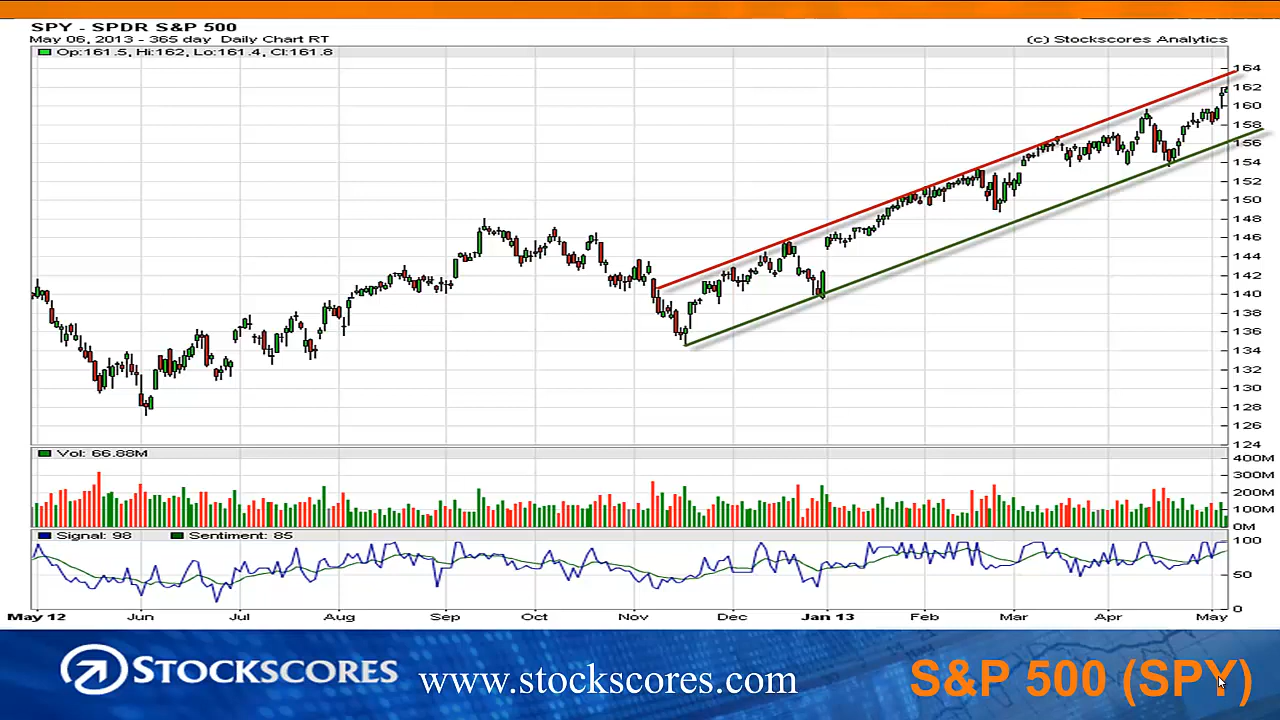 SPY - SPDR S&P 500
May 06, 2013 - 365 day  Daily Chart RT
(c) Stockscores Analytics
Op:161.5, Hi:162, Lo:161.4, Cl:161.8
164
162
160
158
156
154
152
150
148
146
144
142
140
138
136
134
132
130
128
126
124
Vol: 66.88M
400M
300M
200M
100M
0M
Signal: 98 Sentiment: 85
100
50
0
May 12 Jun Jul Aug Sep Oct Nov Dec Jan 13 Feb Mar Apr May
STOCKSCORES www.stockscores.com S&P 500 (SPY)